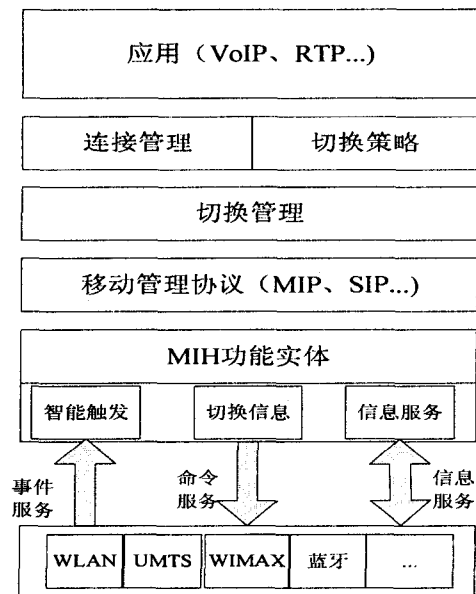 应用（VoIP、RTP...)
连接管理 切换策略
切换管理
移动管理协议（MIP、SIP...)
MIH功能实体
智能触发 切换信息 信息服务
事件服务 命令服务 信息服务
WLAN UMTS WIMAX 蓝牙 ...